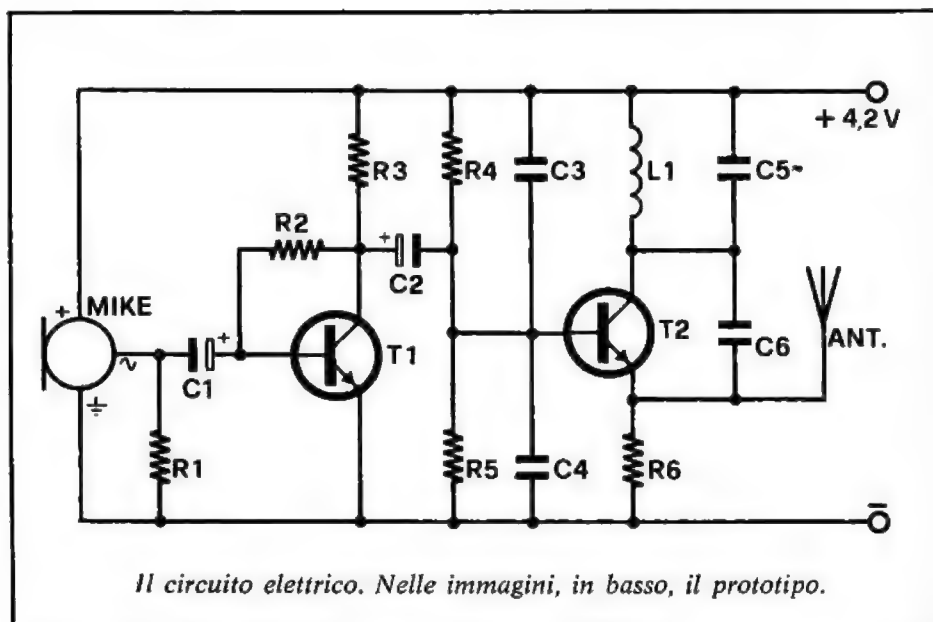 + 4,2 V
R3
R4
C3
L1
C5~
R2
+
C2
+ MIKE
~
+
C1
T1
T2
C6
ANT.
R1
R5
C4
R6
–
Il circuito elettrico. Nelle immagini, in basso, il prototipo.